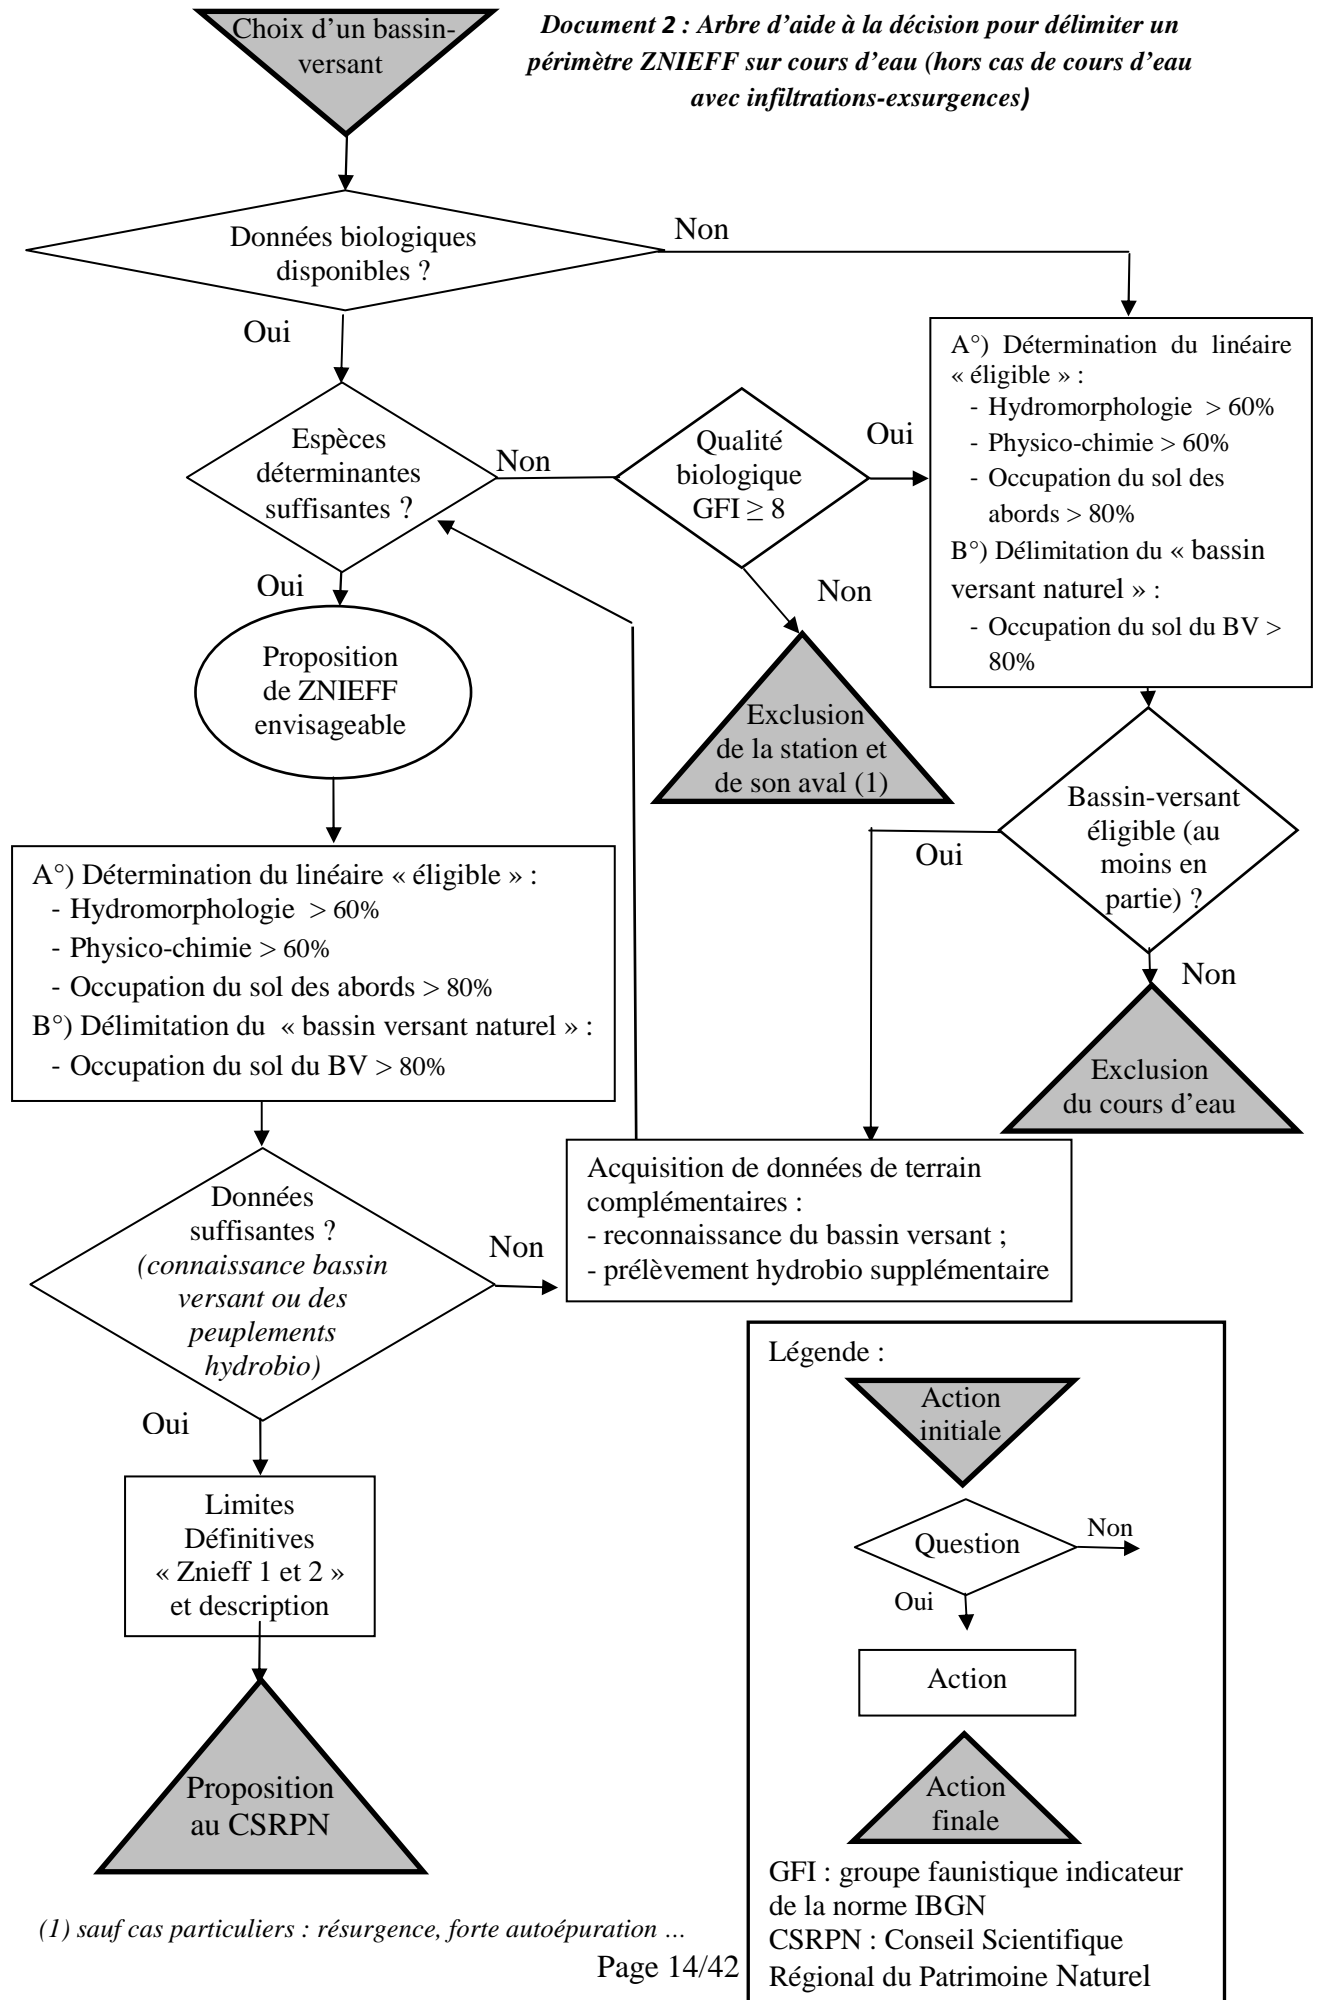 Choix d'un bassin-
versant
Document 2 : Arbre d'aide à la décision pour délimiter un
périmètre ZNIEFF sur cours d'eau (hors cas de cours d'eau
avec infiltrations-exsurgences)
Données biologiques
disponibles ?
Non
Oui
Espèces
déterminantes
suffisantes ?
Non
Qualité
biologique
GFI ≥ 8
Oui
A°) Détermination du linéaire
« éligible » :
- Hydromorphologie > 60%
- Physico-chimie > 60%
- Occupation du sol des
abords > 80%
B°) Délimitation du « bassin
versant naturel » :
- Occupation du sol du BV >
80%
Oui
Non
Proposition
de ZNIEFF
envisageable
Exclusion
de la station et
de son aval (1)
Bassin-versant
éligible (au
moins en
partie) ?
Oui
Non
A°) Détermination du linéaire « éligible » :
- Hydromorphologie > 60%
- Physico-chimie > 60%
- Occupation du sol des abords > 80%
B°) Délimitation du « bassin versant naturel » :
- Occupation du sol du BV > 80%
Exclusion
du cours d'eau
Données
suffisantes ?
(connaissance bassin
versant ou des
peuplements
hydrobio)
Non
Acquisition de données de terrain
complémentaires :
- reconnaissance du bassin versant ;
- prélèvement hydrobio supplémentaire
Oui
Limites
Définitives
« Znieff 1 et 2 »
et description
Proposition
au CSRPN
Légende :
Action
initiale
Question
Non
Oui
Action
Action
finale
GFI : groupe faunistique indicateur
de la norme IBGN
CSRPN : Conseil Scientifique
Régional du Patrimoine Naturel
(1) sauf cas particuliers : résurgence, forte autoépuration ...
Page 14/42